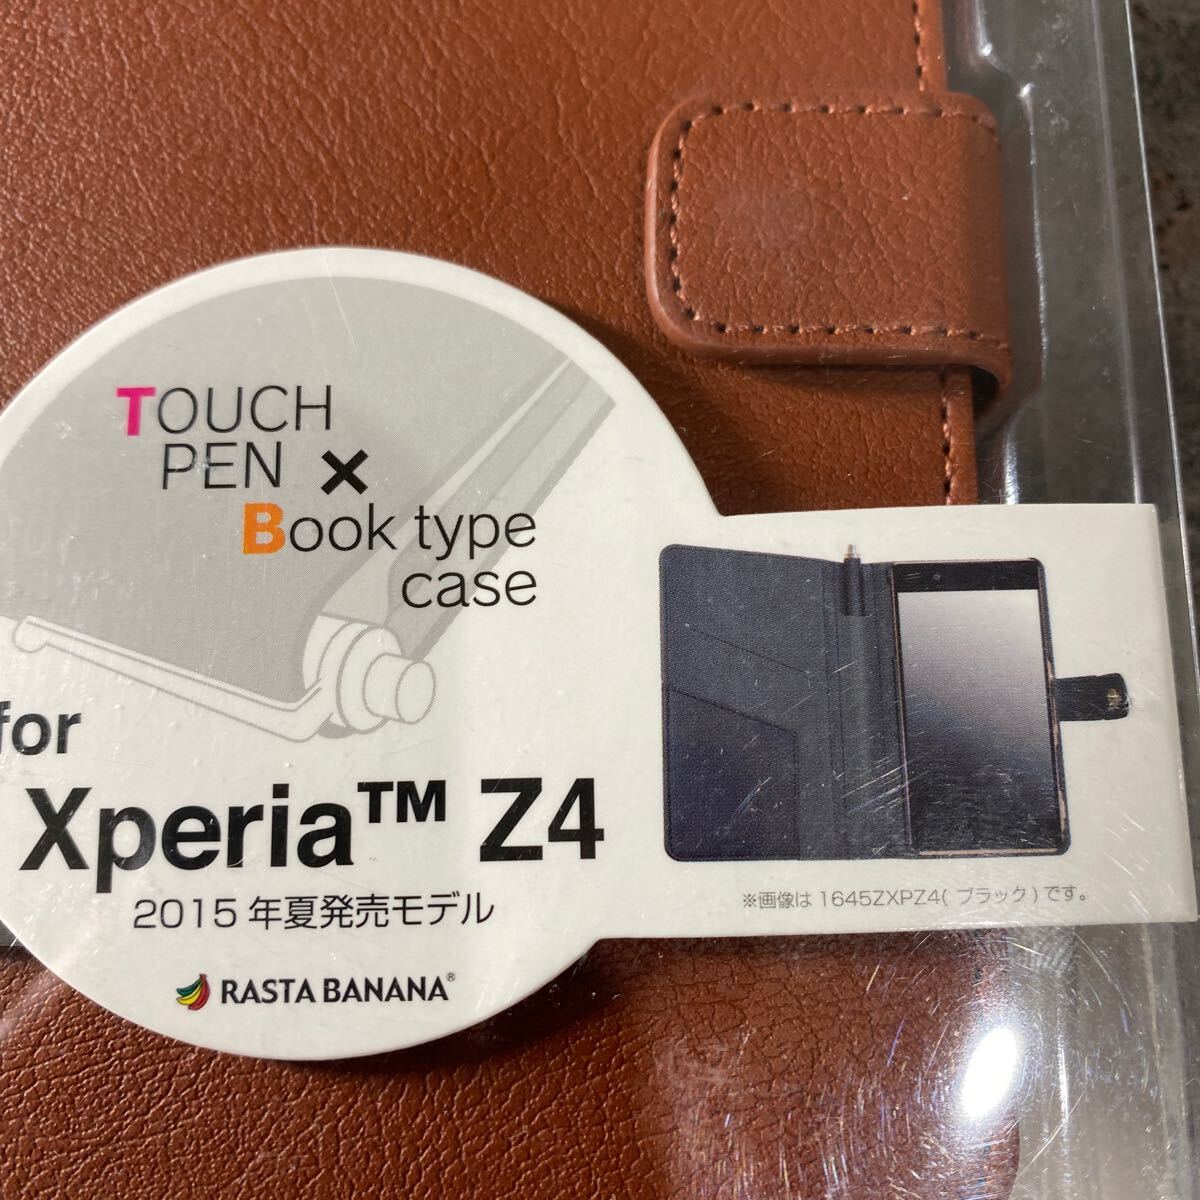 TOUCH
PEN ×
Book type
case
for
Xperia™ Z4
2015年夏発売モデル
RASTA BANANA®
※画像は1645ZXPZ4(ブラック)です。